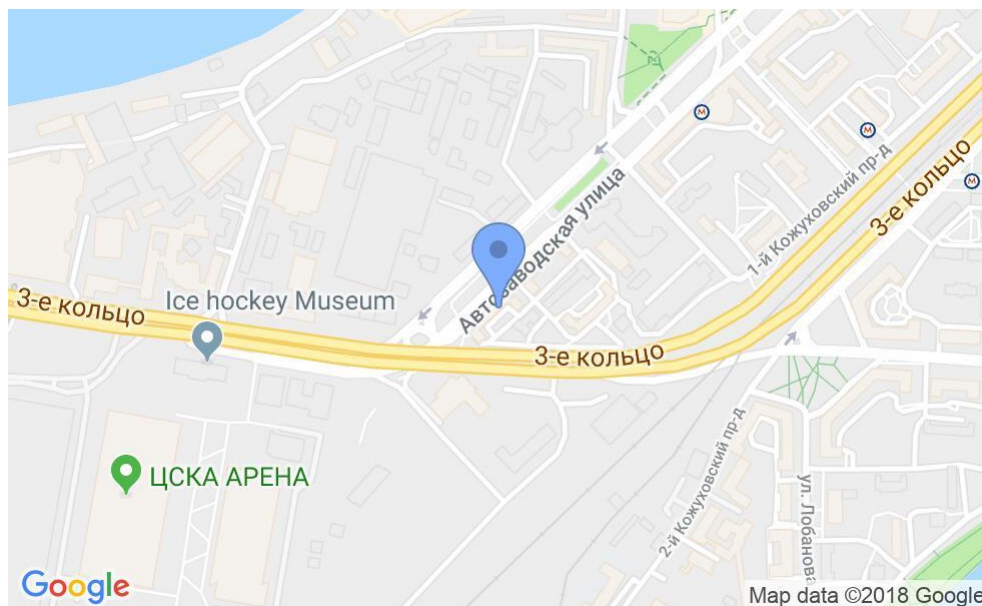 М
М
М
Автозаводская улица
1-й Кожуховский пр-д
3-е кольцо
3-е кольцо
Ice hockey Museum
3-е кольцо
2-й Кожуховский пр-д
ул. Лобанова
ЦСКА АРЕНА
Google
Map data ©2018 Google